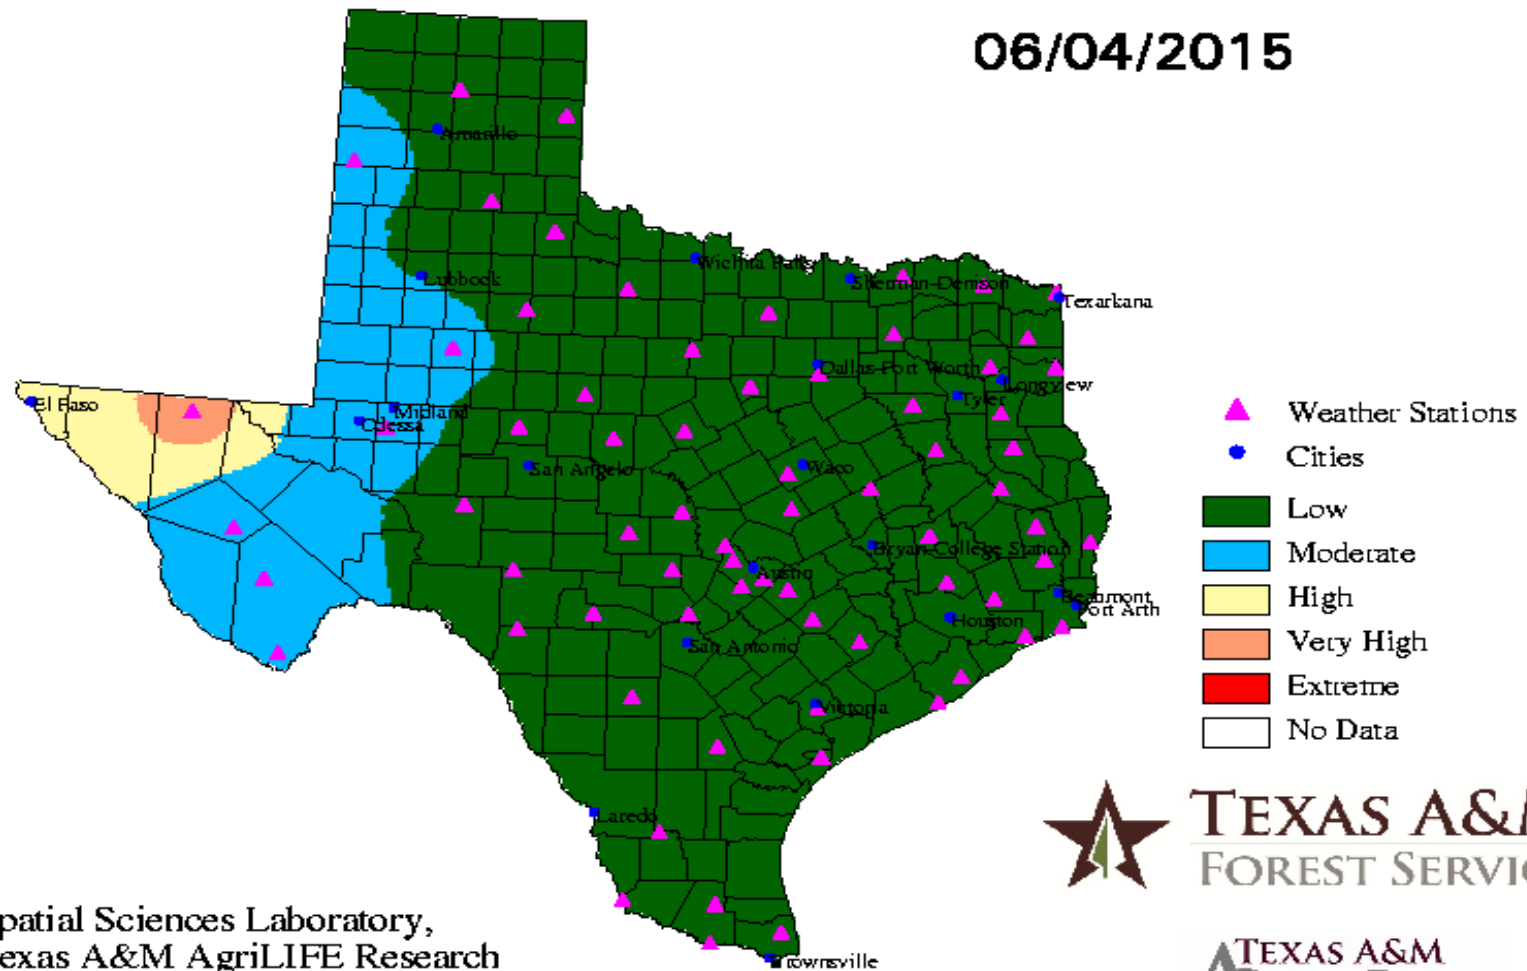 06/04/2015
Amarillo
Lubbock
Wichita Falls
Sherman-Denison
Texarkana
Dallas-Fort Worth
Longview
Tyler
El Paso
Midland
Odessa
San Angelo
Waco
Bryan-College Station
Austin
Beaumont
Port Arth
Houston
San Antonio
Victoria
Laredo
Brownsville
Weather Stations
Cities
Low
Moderate
High
Very High
Extreme
No Data
TEXAS A&M
FOREST SERVIC
patial Sciences Laboratory,
exas A&M AgriLIFE Research
TEXAS A&M